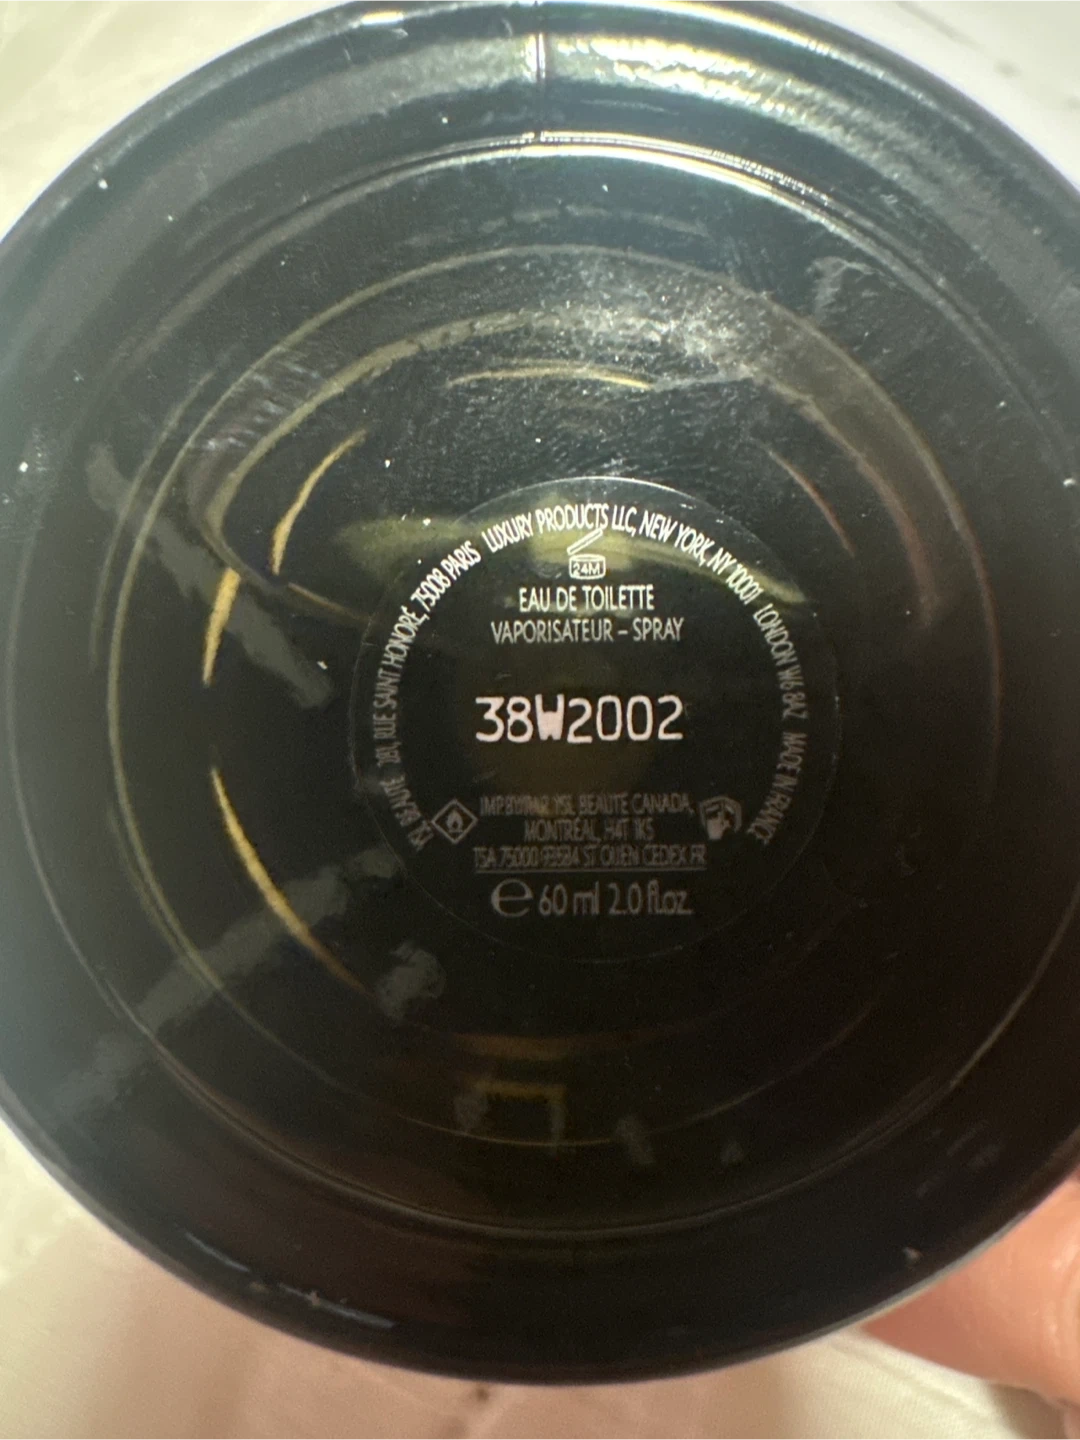 YSL BEAUTÉ 281, RUE SAINT HONORÉ, 75008 PARIS LUXURY PRODUCTS LLC, NEW YORK, NY 10001 LONDON W6 8AZ MADE IN FRANCE
24M
EAU DE TOILETTE
VAPORISATEUR – SPRAY
38W2002
IMP.BY/PAR YSL BEAUTÉ CANADA,
MONTRÉAL, H4T 1K5
TSA 75000 93584 ST OUEN CEDEX FR
℮ 60 ml 2.0 fl.oz.